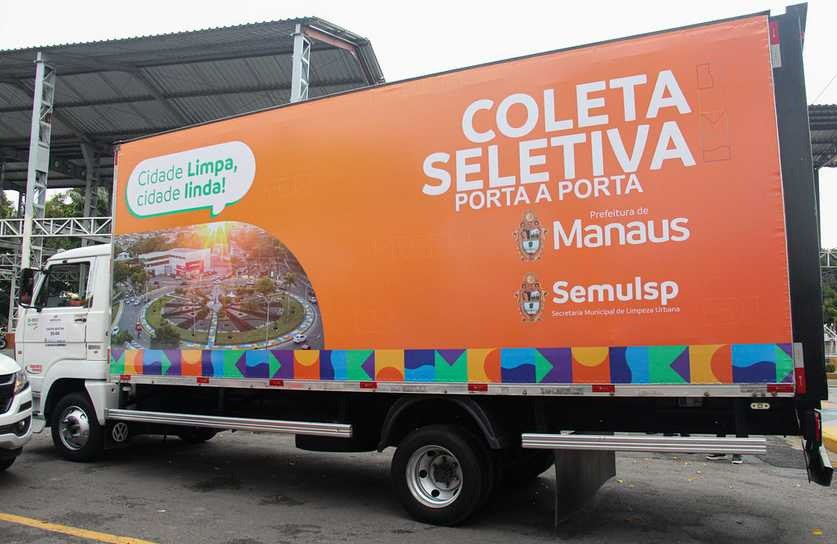 Cidade Limpa,
cidade linda!
COLETA
SELETIVA
PORTA A PORTA
Prefeitura de
Manaus
Semulsp
Secretaria Municipal de Limpeza Urbana